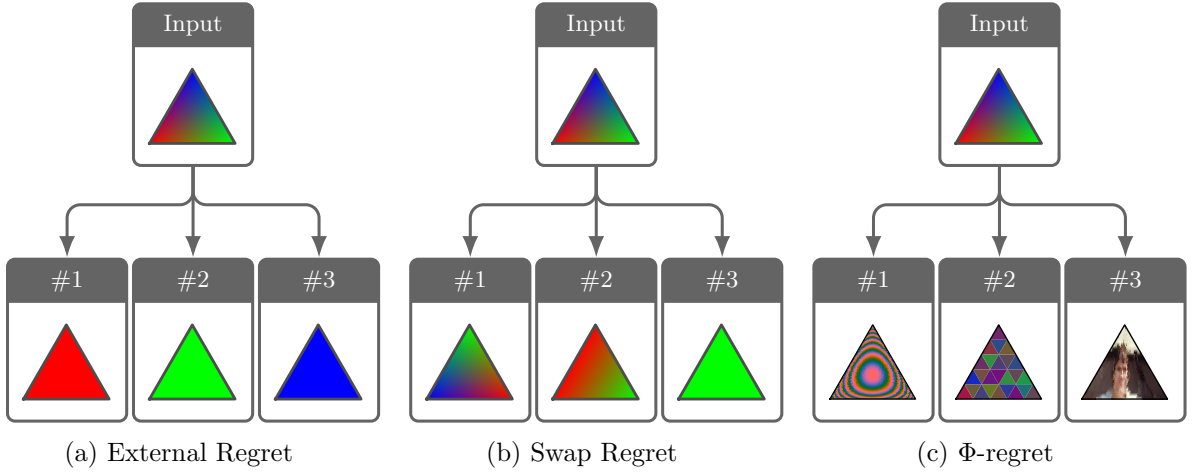 Input
Input
Input
#1 #2 #3
#1 #2 #3
#1 #2 #3
(a) External Regret
(b) Swap Regret
(c) Φ-regret